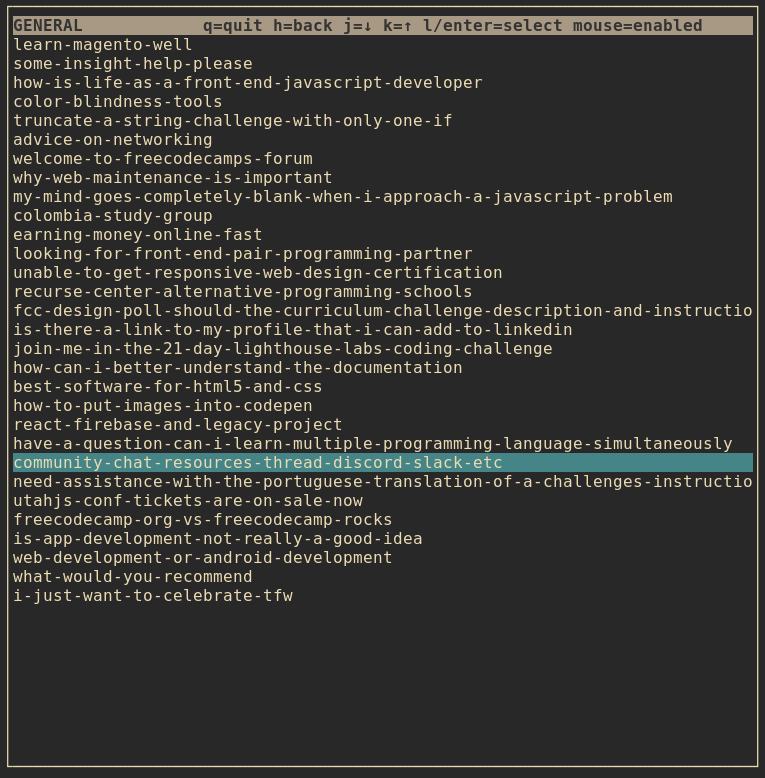 GENERAL q=quit h=back j=↓ k=↑ l/enter=select mouse=enabled
learn-magento-well
some-insight-help-please
how-is-life-as-a-front-end-javascript-developer
color-blindness-tools
truncate-a-string-challenge-with-only-one-if
advice-on-networking
welcome-to-freecodecamps-forum
why-web-maintenance-is-important
my-mind-goes-completely-blank-when-i-approach-a-javascript-problem
colombia-study-group
earning-money-online-fast
looking-for-front-end-pair-programming-partner
unable-to-get-responsive-web-design-certification
recurse-center-alternative-programming-schools
fcc-design-poll-should-the-curriculum-challenge-description-and-instructio
is-there-a-link-to-my-profile-that-i-can-add-to-linkedin
join-me-in-the-21-day-lighthouse-labs-coding-challenge
how-can-i-better-understand-the-documentation
best-software-for-html5-and-css
how-to-put-images-into-codepen
react-firebase-and-legacy-project
have-a-question-can-i-learn-multiple-programming-language-simultaneously
community-chat-resources-thread-discord-slack-etc
need-assistance-with-the-portuguese-translation-of-a-challenges-instructio
utahjs-conf-tickets-are-on-sale-now
freecodecamp-org-vs-freecodecamp-rocks
is-app-development-not-really-a-good-idea
web-development-or-android-development
what-would-you-recommend
i-just-want-to-celebrate-tfw